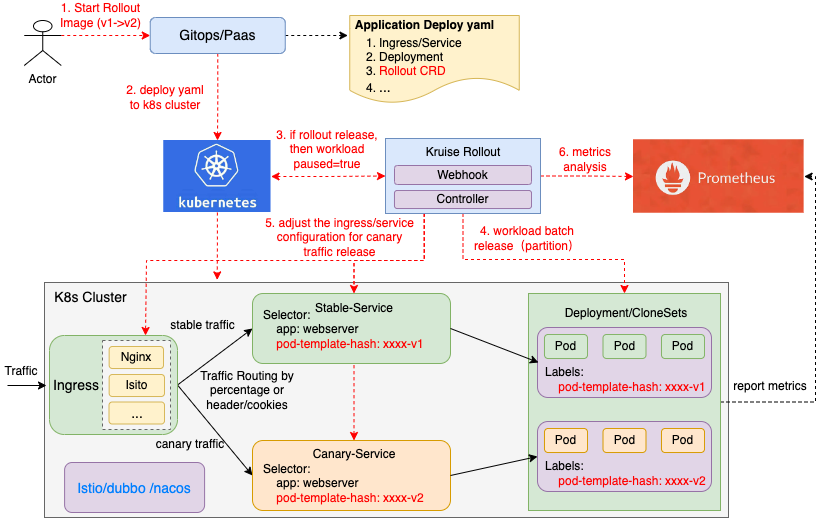 1. Start Rollout
Image (v1->v2)
Actor
Gitops/Paas
Application Deploy yaml
1. Ingress/Service
2. Deployment
3. Rollout CRD
4. ...
2. deploy yaml
to k8s cluster
kubernetes
3. if rollout release,
then workload
paused=true
Kruise Rollout
Webhook
Controller
6. metrics
analysis
Prometheus
5. adjust the ingress/service
configuration for canary
traffic release
4. workload batch
release（partition）
K8s Cluster
Traffic
Ingress
Nginx
Isito
...
stable traffic
Traffic Routing by
percentage or
header/cookies
canary traffic
Stable-Service
Selector:
app: webserver
pod-template-hash: xxxx-v1
Canary-Service
Selector:
app: webserver
pod-template-hash: xxxx-v2
Deployment/CloneSets
Pod
Pod
Pod
Labels:
pod-template-hash: xxxx-v1
Pod
Pod
Pod
Labels:
pod-template-hash: xxxx-v2
report metrics
Istio/dubbo /nacos